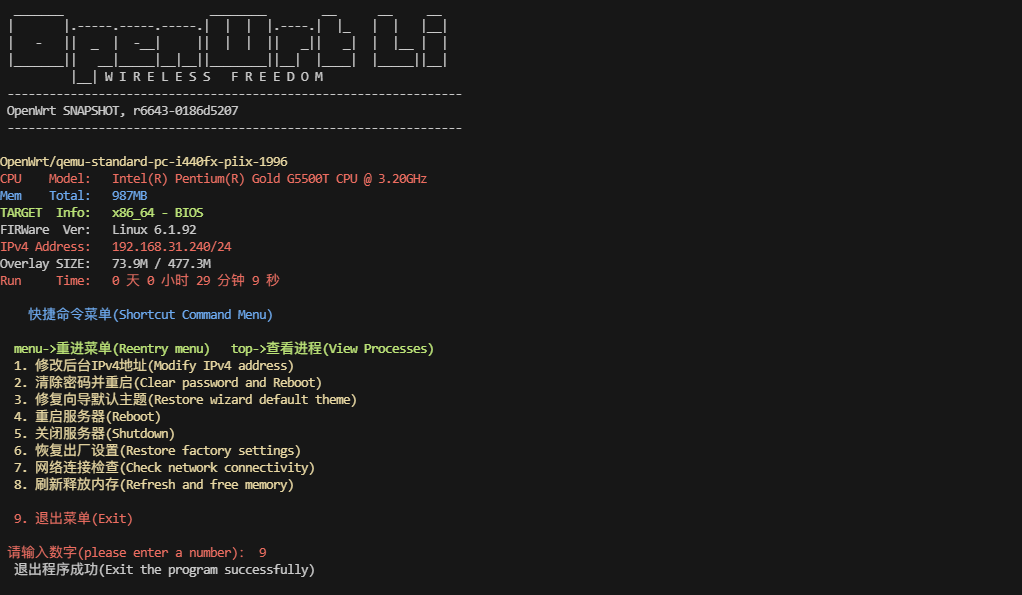 _______                     ________        __      __    __
|       |.-----.-----.-----.|  |  |  |.----.|  |_   |  |  |__|
|   -   ||  _  |  -__|     ||  |  |  ||   _||   _|  |  |__ |  |
|_______||   __|_____|__|__||________||__|  |____|  |_____||__|
         |__| W I R E L E S S   F R E E D O M
-----------------------------------------------------------------
OpenWrt SNAPSHOT, r6643-0186d5207
-----------------------------------------------------------------
OpenWrt/qemu-standard-pc-i440fx-piix-1996
CPU    Model:   Intel(R) Pentium(R) Gold G5500T CPU @ 3.20GHz
Mem    Total:   987MB
TARGET  Info:   x86_64 - BIOS
FIRWare  Ver:   Linux 6.1.92
IPv4 Address:   192.168.31.240/24
Overlay SIZE:   73.9M / 477.3M
Run     Time:   0 天 0 小时 29 分钟 9 秒
快捷命令菜单(Shortcut Command Menu)
menu->重进菜单(Reentry menu)   top->查看进程(View Processes)
1. 修改后台IPv4地址(Modify IPv4 address)
2. 清除密码并重启(Clear password and Reboot)
3. 修复向导默认主题(Restore wizard default theme)
4. 重启服务器(Reboot)
5. 关闭服务器(Shutdown)
6. 恢复出厂设置(Restore factory settings)
7. 网络连接检查(Check network connectivity)
8. 刷新释放内存(Refresh and free memory)
9. 退出菜单(Exit)
请输入数字(please enter a number):  9
退出程序成功(Exit the program successfully)